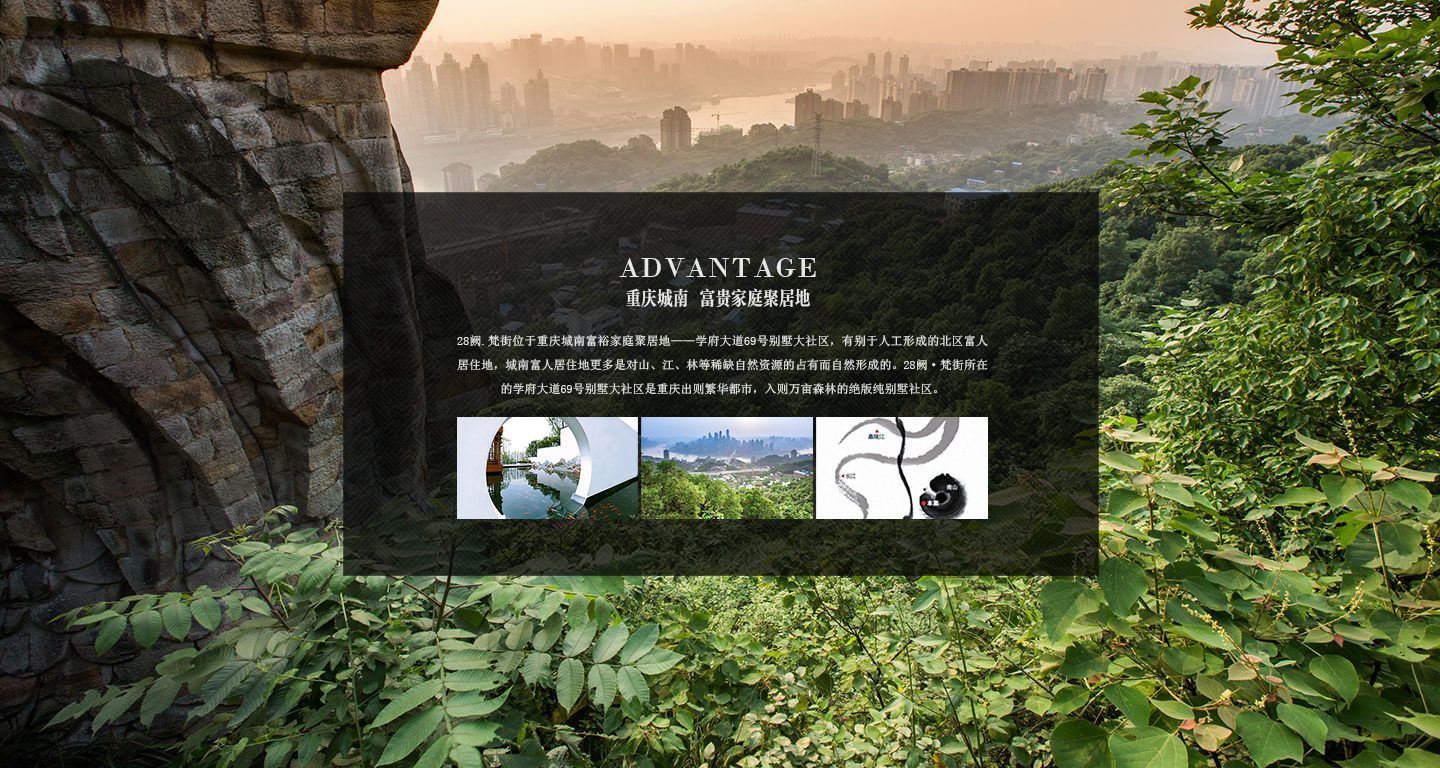 ADVANTAGE
重庆城南 富贵家庭聚居地
28阙.梵街位于重庆城南富裕家庭聚居地——学府大道69号别墅大社区，有别于人工形成的北区富人
居住地，城南富人居住地更多是对山、江、林等稀缺自然资源的占有而自然形成的。28阙·梵街所在
的学府大道69号别墅大社区是重庆出则繁华都市，入则万亩森林的绝版纯别墅社区。
嘉陵江
长江